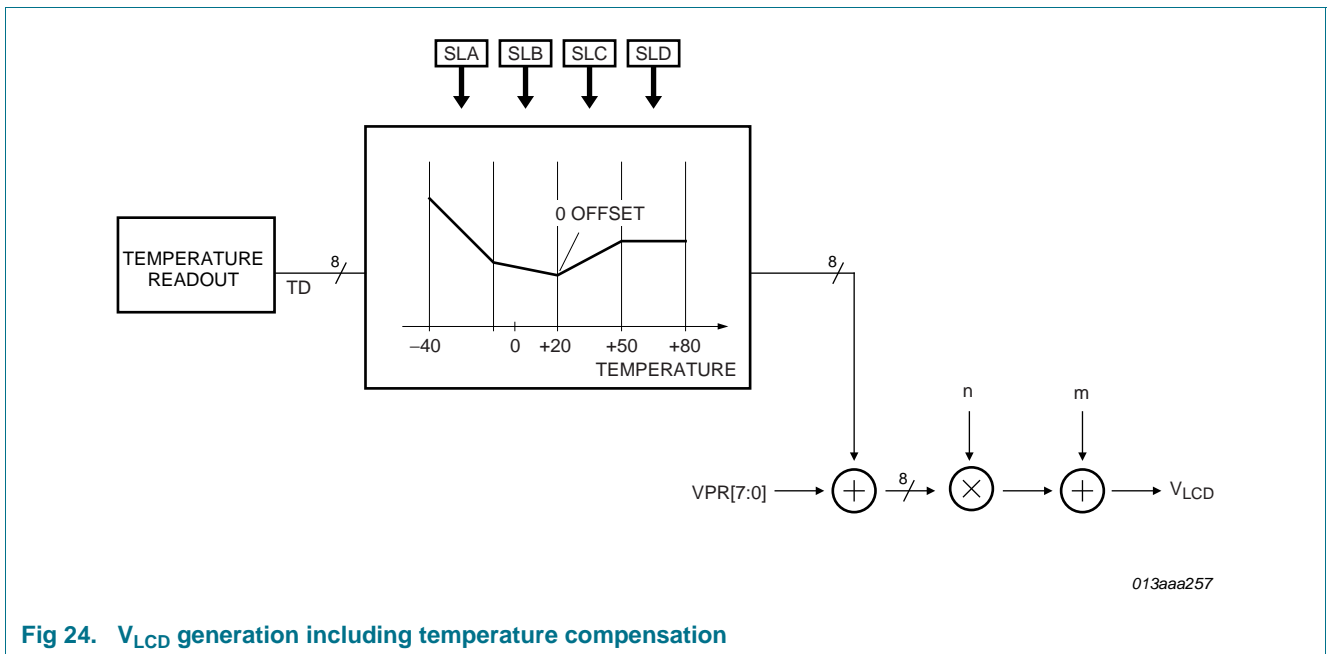 SLA SLB SLC SLD
0 OFFSET
TEMPERATURE
READOUT
TD
8
8
−40 0 +20 +50 +80
TEMPERATURE
n m
VPR[7:0] + 8 × + VLCD
013aaa257
Fig 24. VLCD generation including temperature compensation